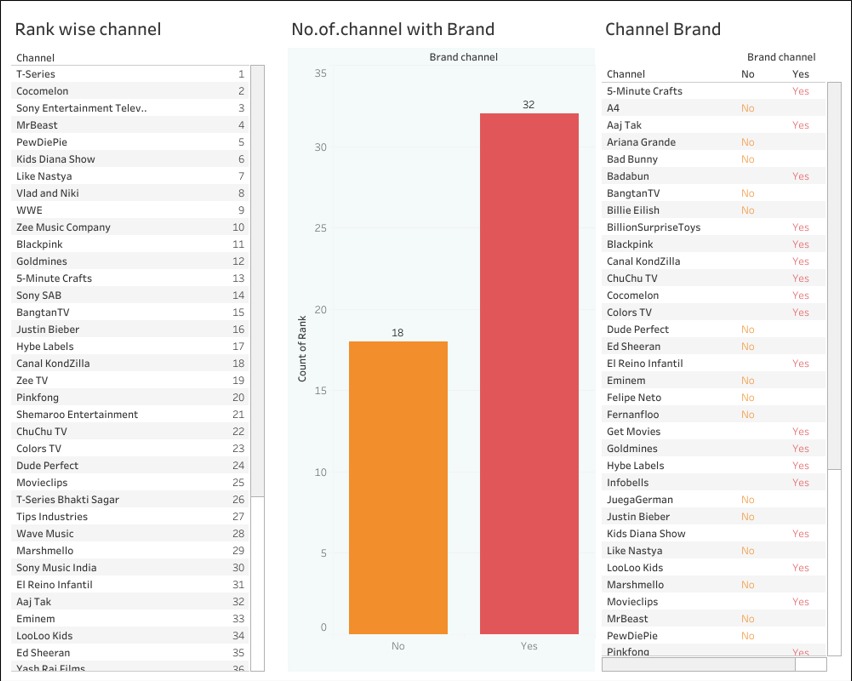 Rank wise channel
Channel
T-Series 1
Cocomelon 2
Sony Entertainment Telev.. 3
MrBeast 4
PewDiePie 5
Kids Diana Show 6
Like Nastya 7
Vlad and Niki 8
WWE 9
Zee Music Company 10
Blackpink 11
Goldmines 12
5-Minute Crafts 13
Sony SAB 14
BangtanTV 15
Justin Bieber 16
Hybe Labels 17
Canal KondZilla 18
Zee TV 19
Pinkfong 20
Shemaroo Entertainment 21
ChuChu TV 22
Colors TV 23
Dude Perfect 24
Movieclips 25
T-Series Bhakti Sagar 26
Tips Industries 27
Wave Music 28
Marshmello 29
Sony Music India 30
El Reino Infantil 31
Aaj Tak 32
Eminem 33
LooLoo Kids 34
Ed Sheeran 35
Yash Raj Films 36
No.of.channel with Brand
Brand channel
Count of Rank
35
30
25
20
15
10
5
0
18
32
No
Yes
Channel Brand
Brand channel
Channel No Yes
5-Minute Crafts Yes
A4 No
Aaj Tak Yes
Ariana Grande No
Bad Bunny No
Badabun Yes
BangtanTV No
Billie Eilish No
BillionSurpriseToys Yes
Blackpink Yes
Canal KondZilla Yes
ChuChu TV Yes
Cocomelon Yes
Colors TV Yes
Dude Perfect No
Ed Sheeran No
El Reino Infantil Yes
Eminem No
Felipe Neto No
Fernanfloo No
Get Movies Yes
Goldmines Yes
Hybe Labels Yes
Infobells Yes
JuegaGerman No
Justin Bieber No
Kids Diana Show Yes
Like Nastya No
LooLoo Kids Yes
Marshmello No
Movieclips Yes
MrBeast No
PewDiePie No
Pinkfong Yes